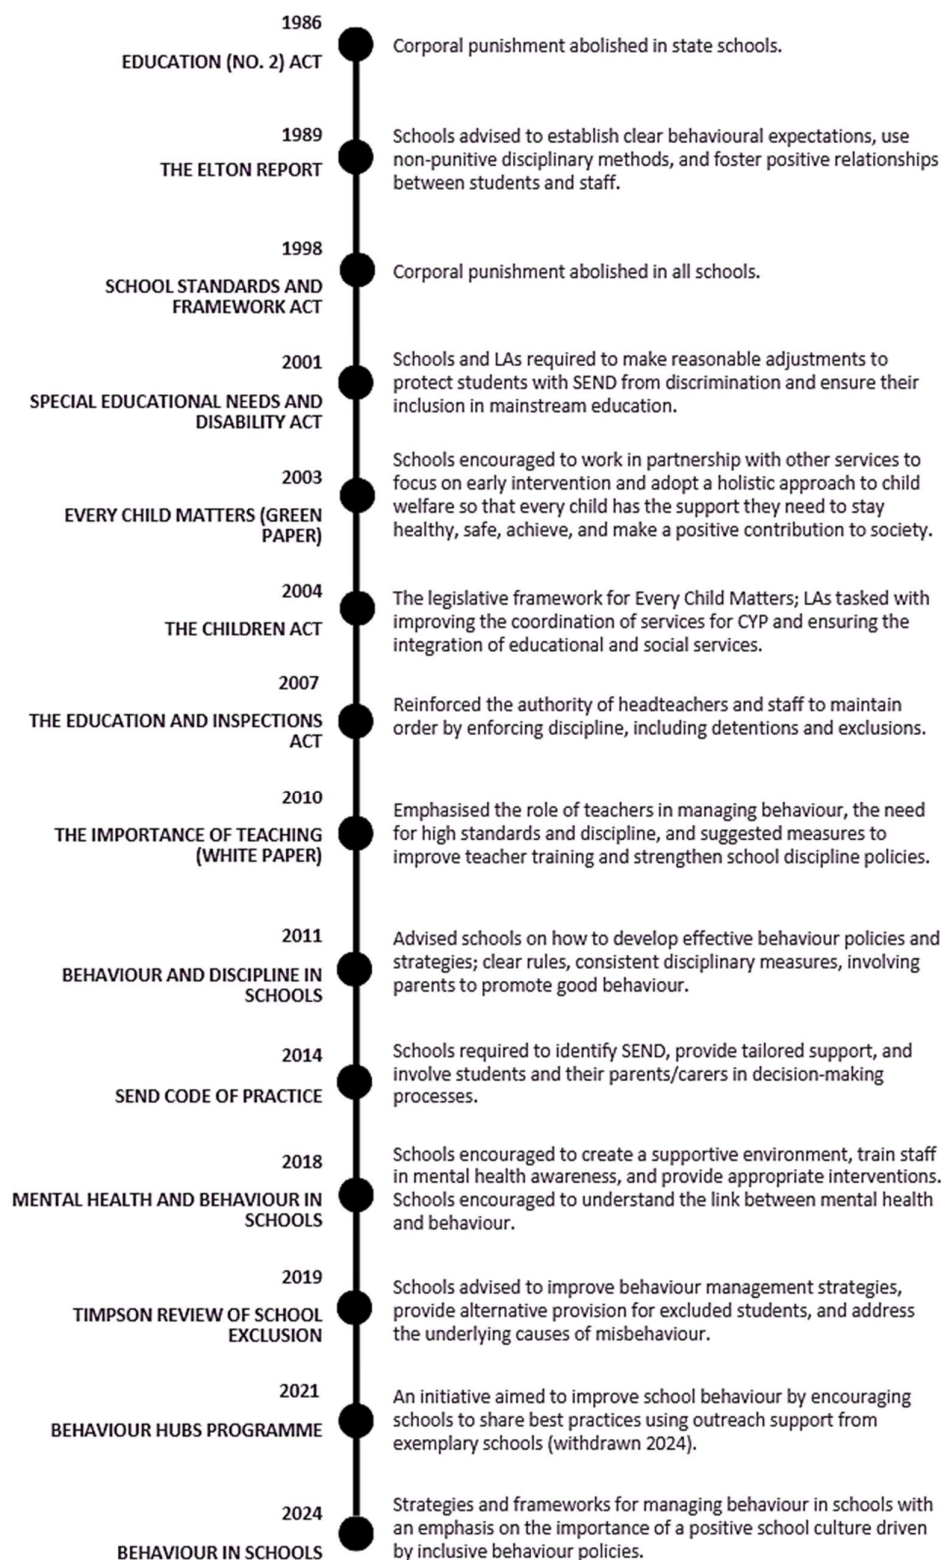 1986
EDUCATION (NO. 2) ACT
Corporal punishment abolished in state schools.
1989
THE ELTON REPORT
Schools advised to establish clear behavioural expectations, use
non-punitive disciplinary methods, and foster positive relationships
between students and staff.
1998
SCHOOL STANDARDS AND
FRAMEWORK ACT
Corporal punishment abolished in all schools.
2001
SPECIAL EDUCATIONAL NEEDS AND
DISABILITY ACT
Schools and LAs required to make reasonable adjustments to
protect students with SEND from discrimination and ensure their
inclusion in mainstream education.
2003
EVERY CHILD MATTERS (GREEN
PAPER)
Schools encouraged to work in partnership with other services to
focus on early intervention and adopt a holistic approach to child
welfare so that every child has the support they need to stay
healthy, safe, achieve, and make a positive contribution to society.
2004
THE CHILDREN ACT
The legislative framework for Every Child Matters; LAs tasked with
improving the coordination of services for CYP and ensuring the
integration of educational and social services.
2007
THE EDUCATION AND INSPECTIONS
ACT
Reinforced the authority of headteachers and staff to maintain
order by enforcing discipline, including detentions and exclusions.
2010
THE IMPORTANCE OF TEACHING
(WHITE PAPER)
Emphasised the role of teachers in managing behaviour, the need
for high standards and discipline, and suggested measures to
improve teacher training and strengthen school discipline policies.
2011
BEHAVIOUR AND DISCIPLINE IN
SCHOOLS
Advised schools on how to develop effective behaviour policies and
strategies; clear rules, consistent disciplinary measures, involving
parents to promote good behaviour.
2014
SEND CODE OF PRACTICE
Schools required to identify SEND, provide tailored support, and
involve students and their parents/carers in decision-making
processes.
2018
MENTAL HEALTH AND BEHAVIOUR IN
SCHOOLS
Schools encouraged to create a supportive environment, train staff
in mental health awareness, and provide appropriate interventions.
Schools encouraged to understand the link between mental health
and behaviour.
2019
TIMPSON REVIEW OF SCHOOL
EXCLUSION
Schools advised to improve behaviour management strategies,
provide alternative provision for excluded students, and address
the underlying causes of misbehaviour.
2021
BEHAVIOUR HUBS PROGRAMME
An initiative aimed to improve school behaviour by encouraging
schools to share best practices using outreach support from
exemplary schools (withdrawn 2024).
2024
BEHAVIOUR IN SCHOOLS
Strategies and frameworks for managing behaviour in schools with
an emphasis on the importance of a positive school culture driven
by inclusive behaviour policies.